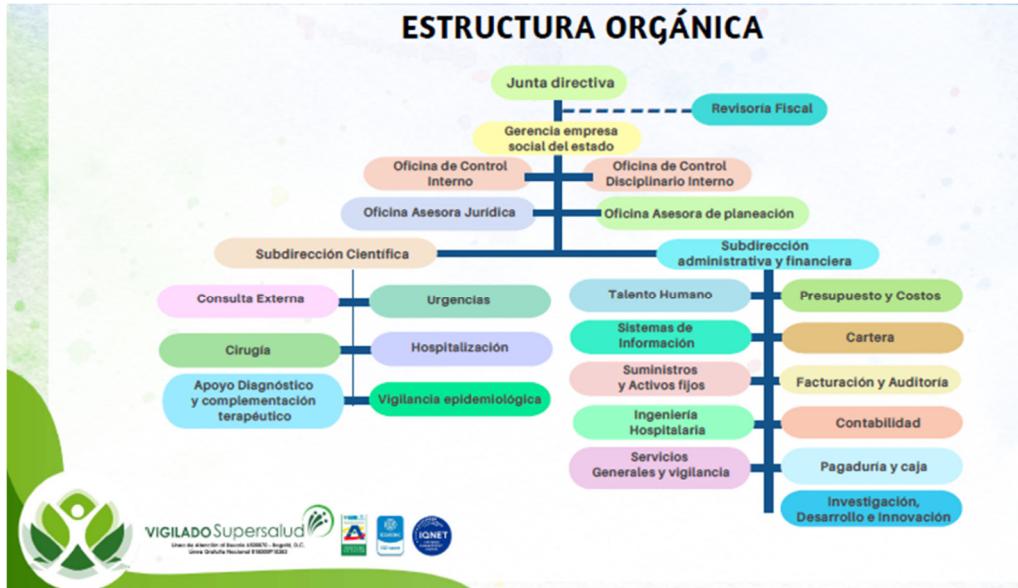 ESTRUCTURA ORGÁNICA
Junta directiva
Revisoría Fiscal
Gerencia empresa
social del estado
Oficina de Control
Interno
Oficina de Control
Disciplinario Interno
Oficina Asesora Jurídica
Oficina Asesora de planeación
Subdirección Científica
Subdirección
administrativa y financiera
Consulta Externa
Urgencias
Cirugía
Hospitalización
Apoyo Diagnóstico
y complementación
terapéutico
Vigilancia epidemiológica
Talento Humano
Presupuesto y Costos
Sistemas de
Información
Cartera
Suministros
y Activos fijos
Facturación y Auditoría
Ingeniería
Hospitalaria
Contabilidad
Servicios
Generales y vigilancia
Pagaduría y caja
Investigación,
Desarrollo e Innovación
VIGILADO Supersalud
IQNET